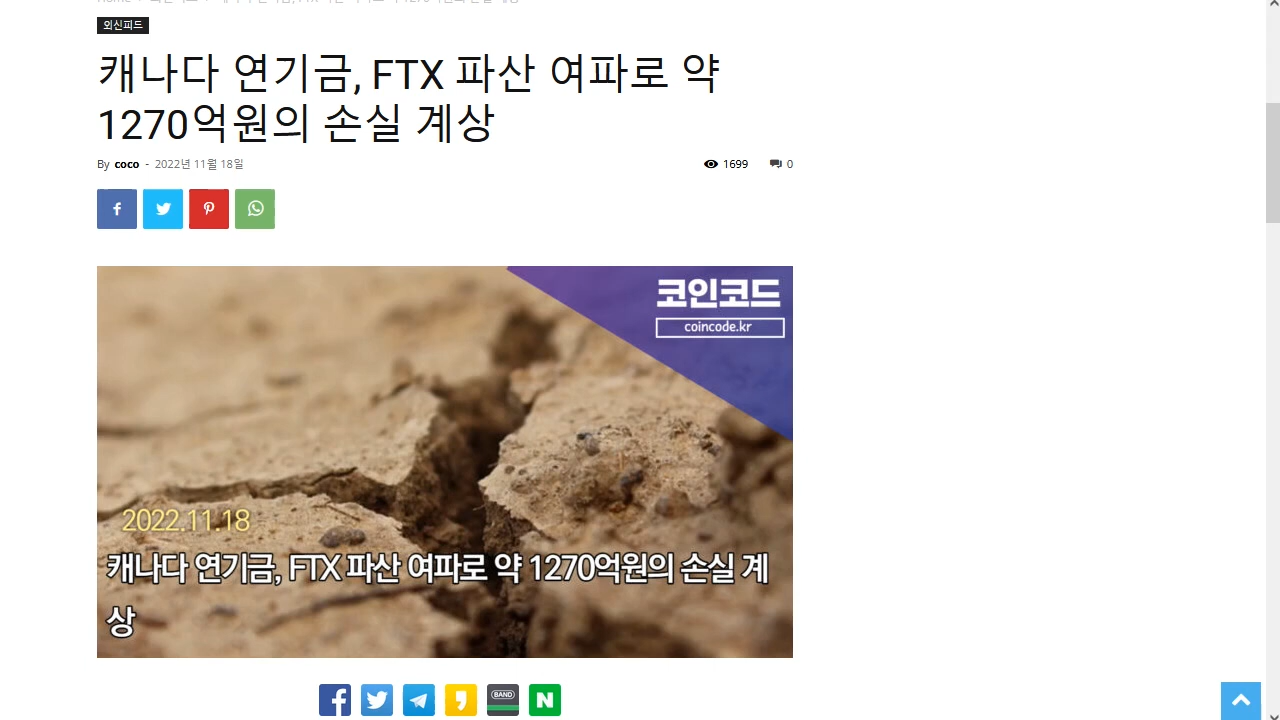 외신피드
캐나다 연기금, FTX 파산 여파로 약
1270억원의 손실 계상
By coco - 2022년 11월 18일
1699
0
코인코드
coincode.kr
2022.11.18
캐나다 연기금, FTX 파산 여파로 약 1270억원의 손실 계
상
BAND
N